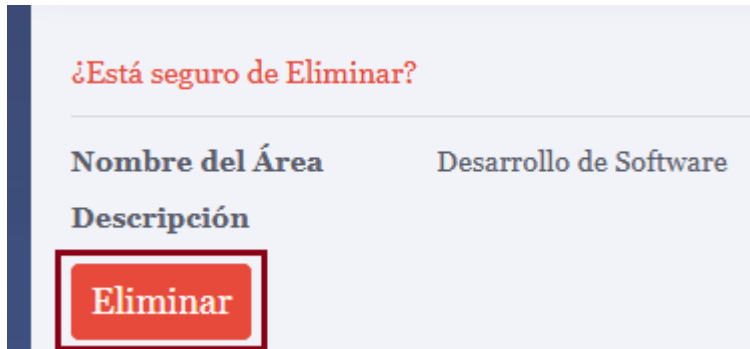 ¿Está seguro de Eliminar?
Nombre del Área Desarrollo de Software
Descripción
Eliminar